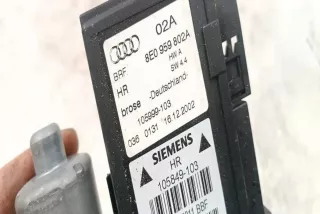 02A
8E0 959 802A
BRF HW A
HR SW 4.4
brose -Deutschland-
105999-103
036 0131 16.12.2002
SIEMENS
HR
105849-103